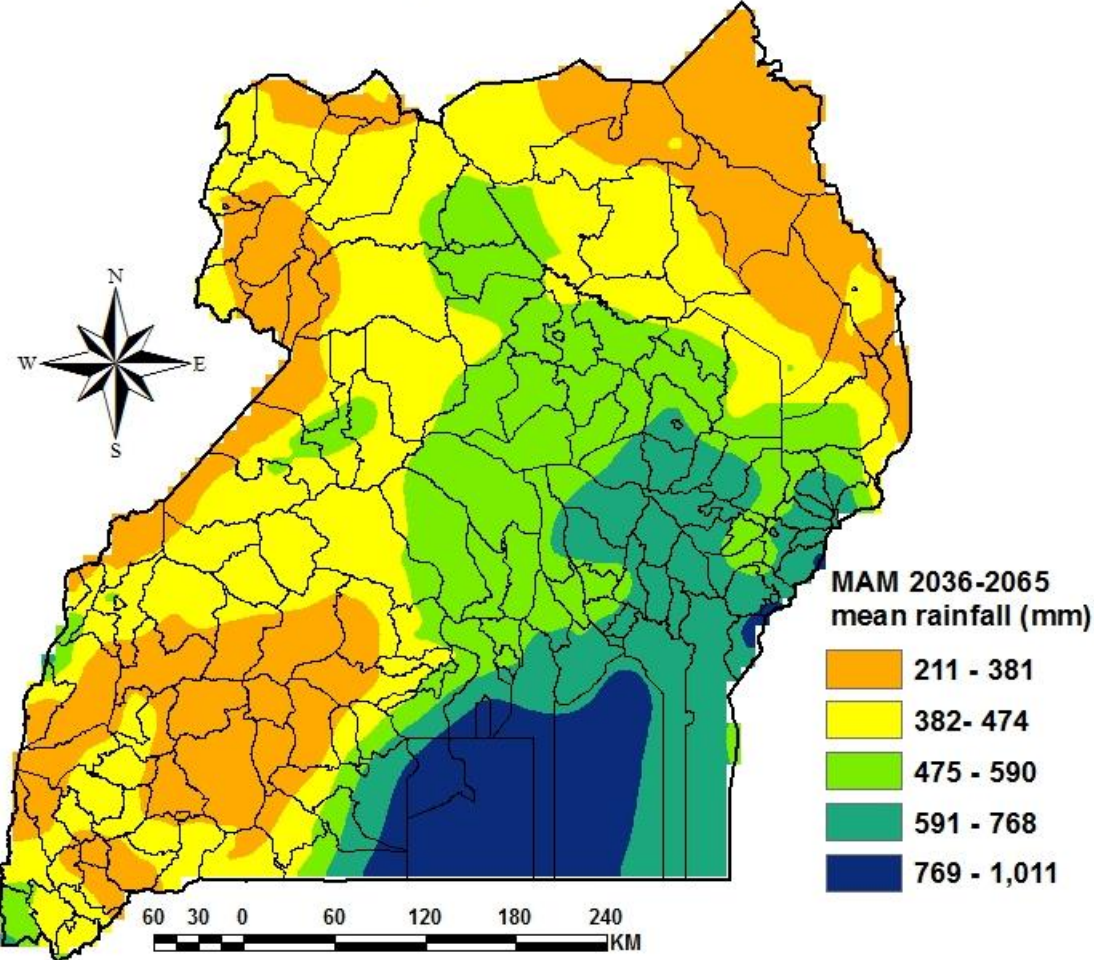 N
W E
S
MAM 2036-2065
mean rainfall (mm)
211 - 381
382- 474
475 - 590
591 - 768
769 - 1,011
60 30 0 60 120 180 240
KM